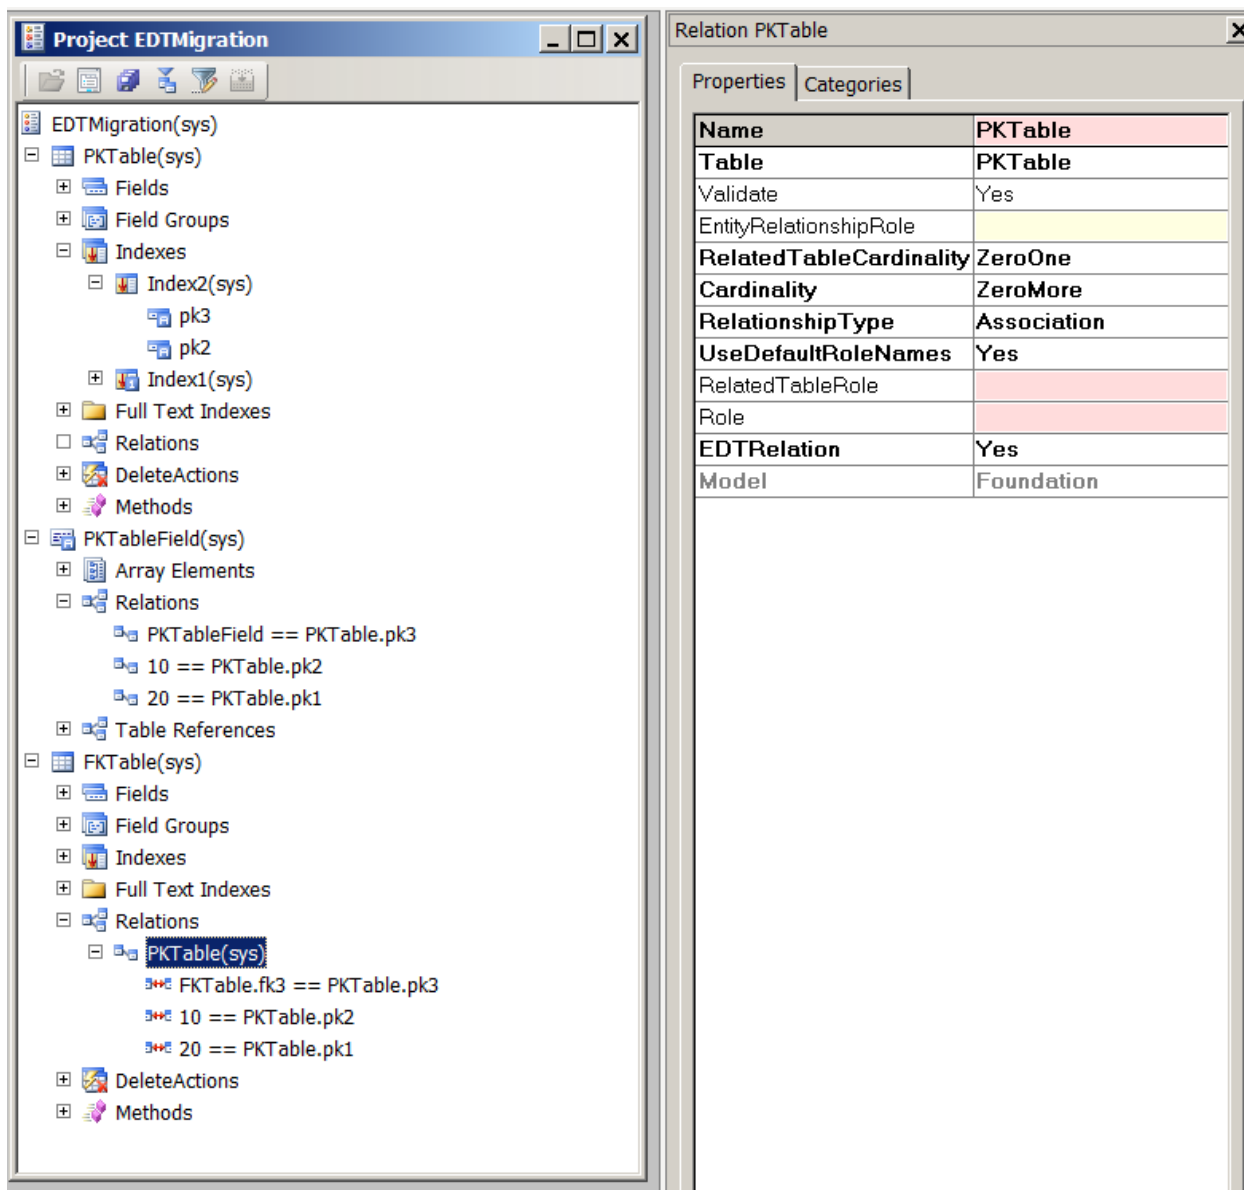 Project EDTMigration
EDTMigration(sys)
PKTable(sys)
Fields
Field Groups
Indexes
Index2(sys)
pk3
pk2
Index1(sys)
Full Text Indexes
Relations
DeleteActions
Methods
PKTableField(sys)
Array Elements
Relations
PKTableField == PKTable.pk3
10 == PKTable.pk2
20 == PKTable.pk1
Table References
FKTable(sys)
Fields
Field Groups
Indexes
Full Text Indexes
Relations
PKTable(sys)
FKTable.fk3 == PKTable.pk3
10 == PKTable.pk2
20 == PKTable.pk1
DeleteActions
Methods
Relation PKTable
Properties Categories
Name PKTable
Table PKTable
Validate Yes
EntityRelationshipRole
RelatedTableCardinality ZeroOne
Cardinality ZeroMore
RelationshipType Association
UseDefaultRoleNames Yes
RelatedTableRole
Role
EDTRelation Yes
Model Foundation